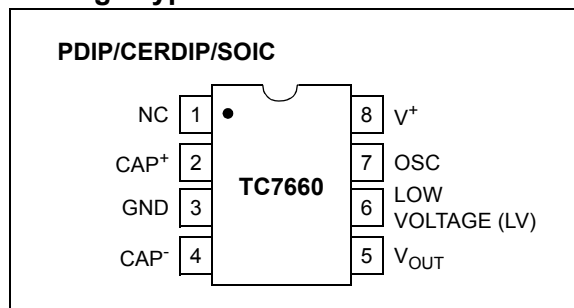 PDIP/CERDIP/SOIC
NC 1 8 V+
CAP+ 2 7 OSC
TC7660
GND 3 6 LOW
VOLTAGE (LV)
CAP- 4 5 VOUT